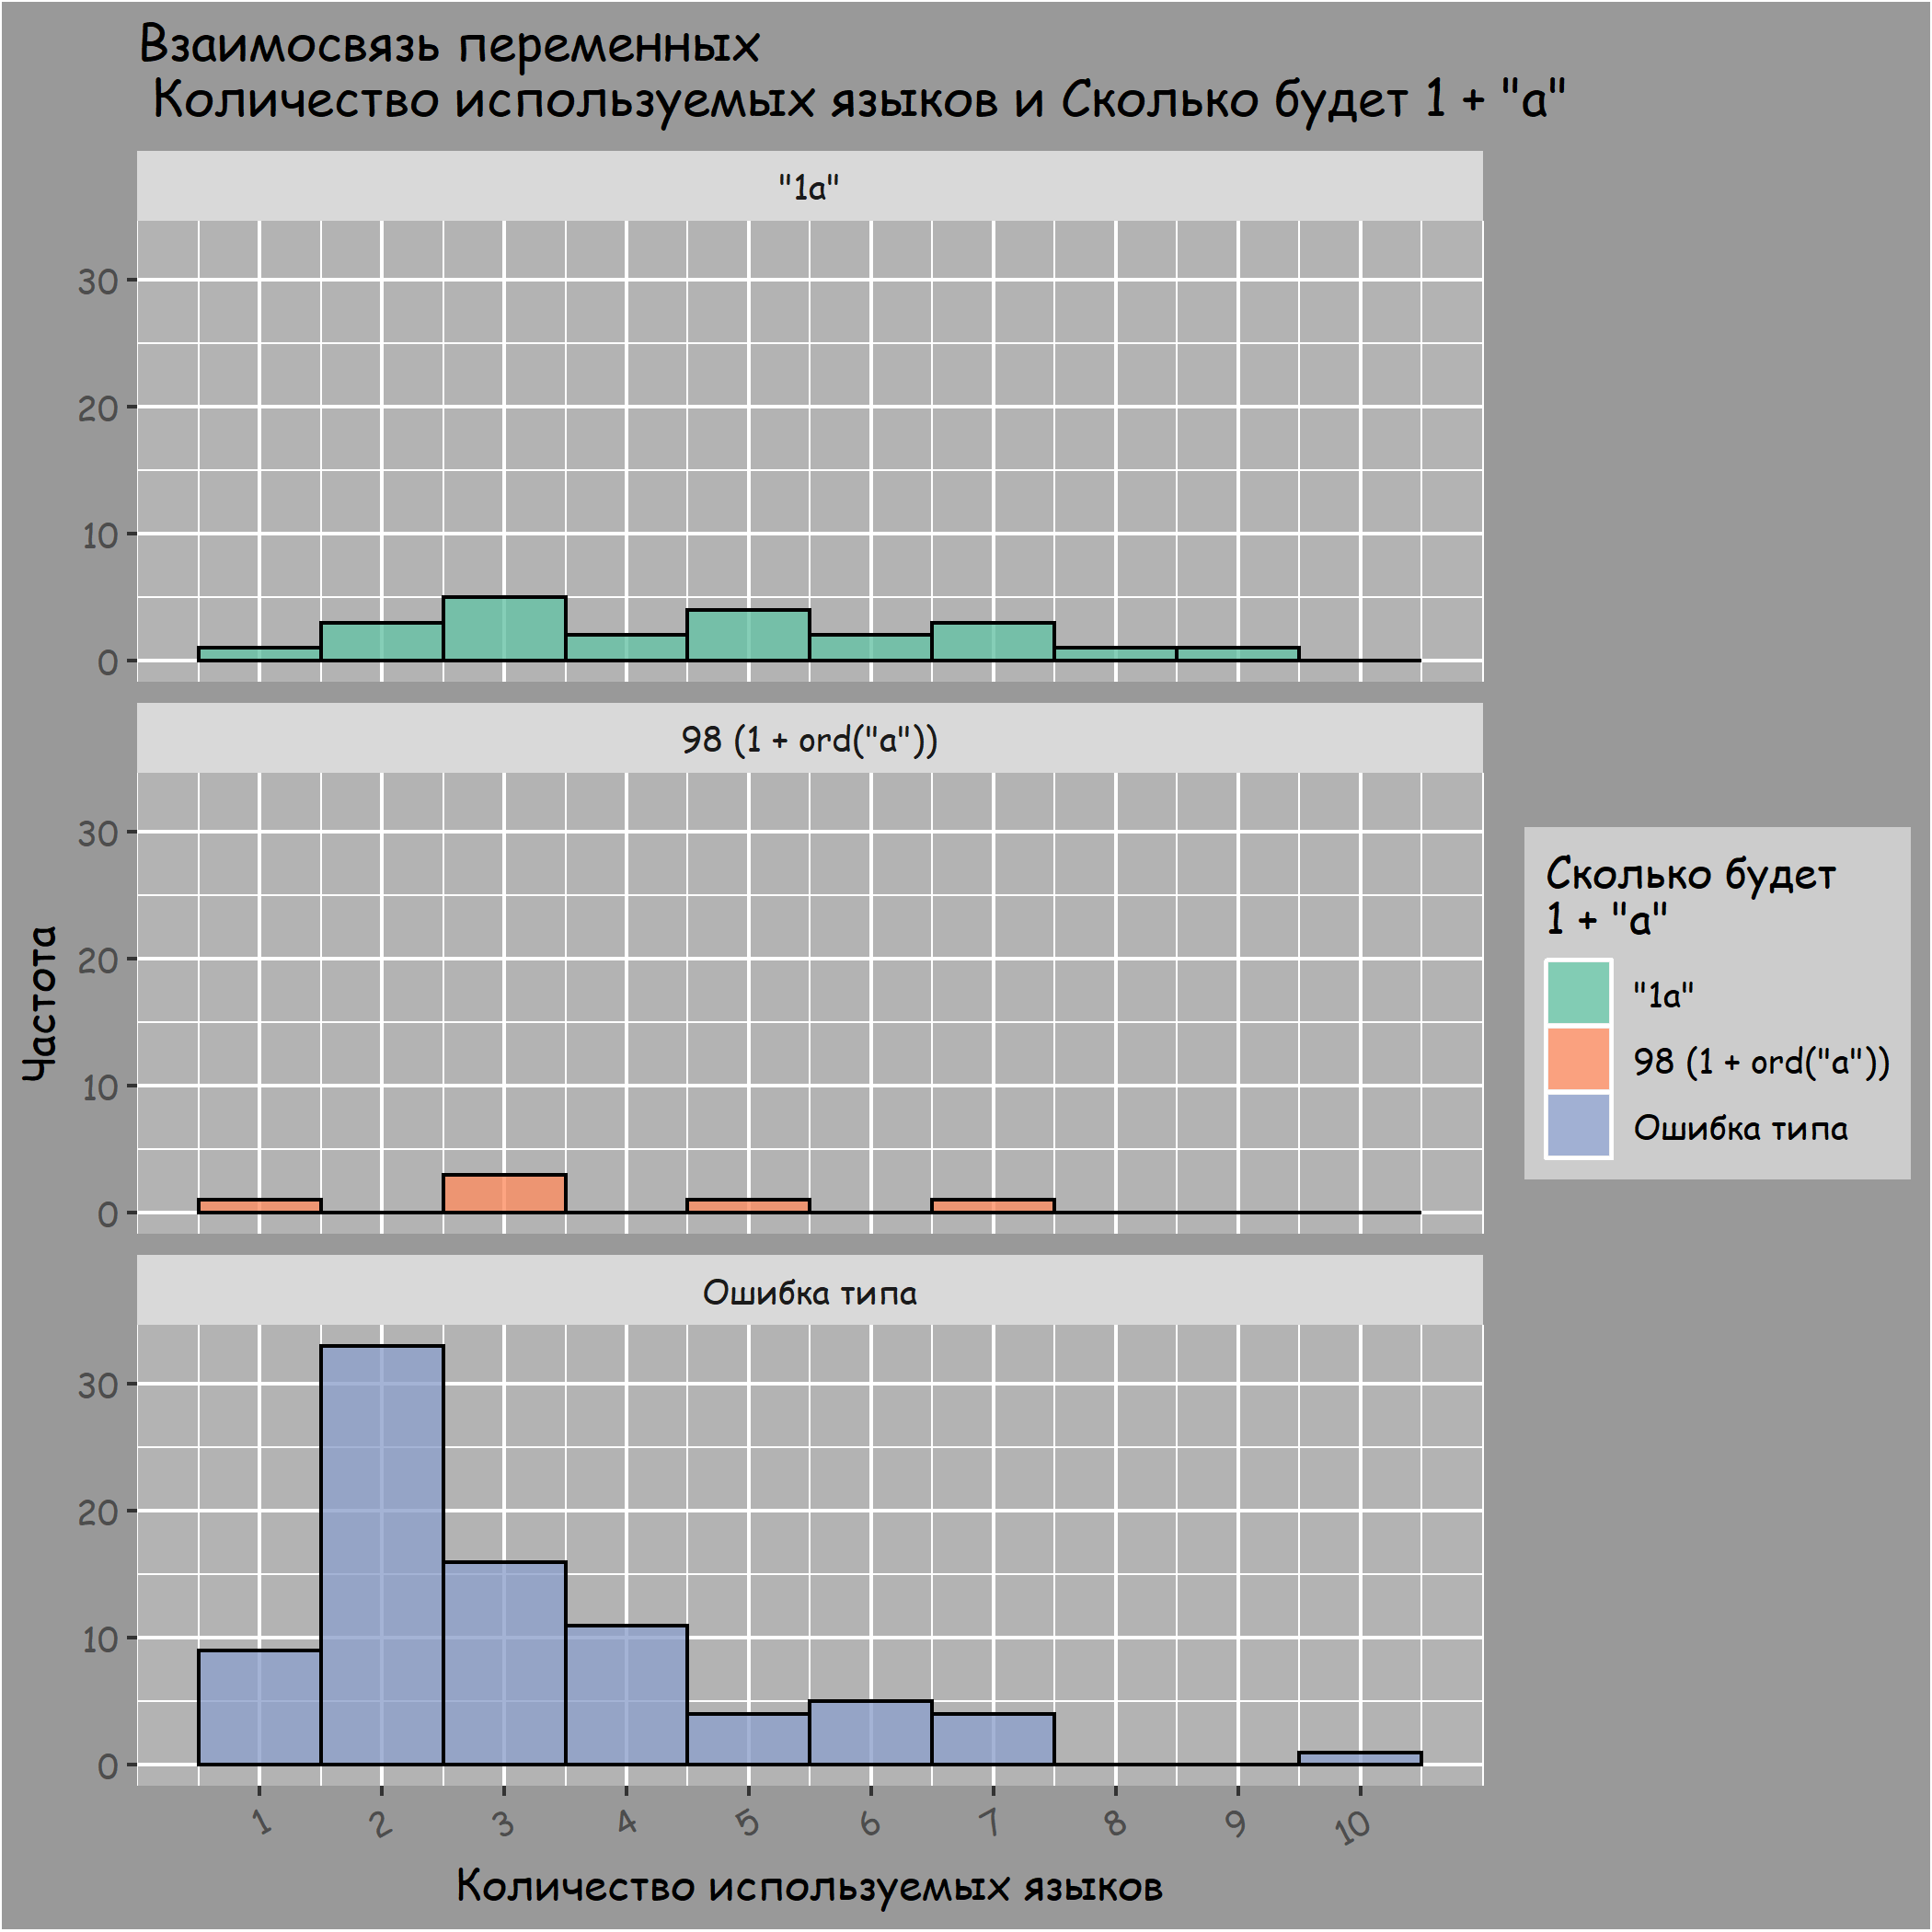 Взаимосвязь переменных
Количество используемых языков и Сколько будет 1 + "a"
"1a"
30
20
10
0
98 (1 + ord("a"))
30
20
10
0
Ошибка типа
30
20
10
0
1 2 3 4 5 6 7 8 9 10
Количество используемых языков
Частота
Сколько будет
1 + "a"
"1a"
98 (1 + ord("a"))
Ошибка типа